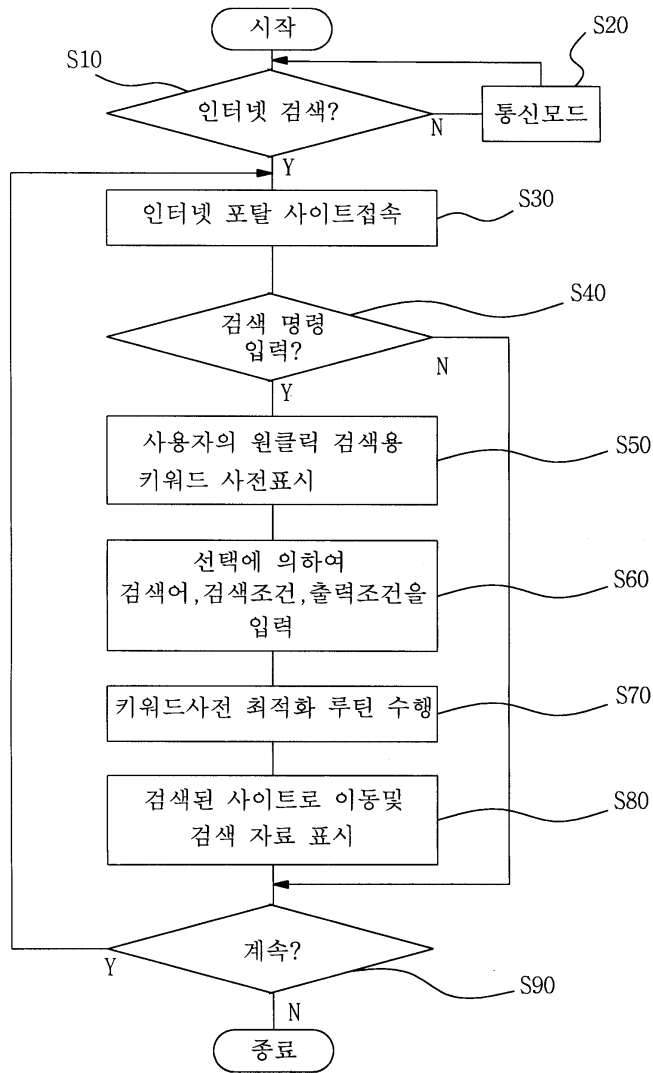 시작
S10
S20
인터넷 검색?
N
통신모드
Y
인터넷 포탈 사이트접속
S30
S40
검색 명령
입력?
N
Y
사용자의 원클릭 검색용
키워드 사전표시
S50
선택에 의하여
검색어,검색조건,출력조건을
입력
S60
키워드사전 최적화 루틴 수행
S70
검색된 사이트로 이동및
검색 자료 표시
S80
계속?
Y
S90
N
종료